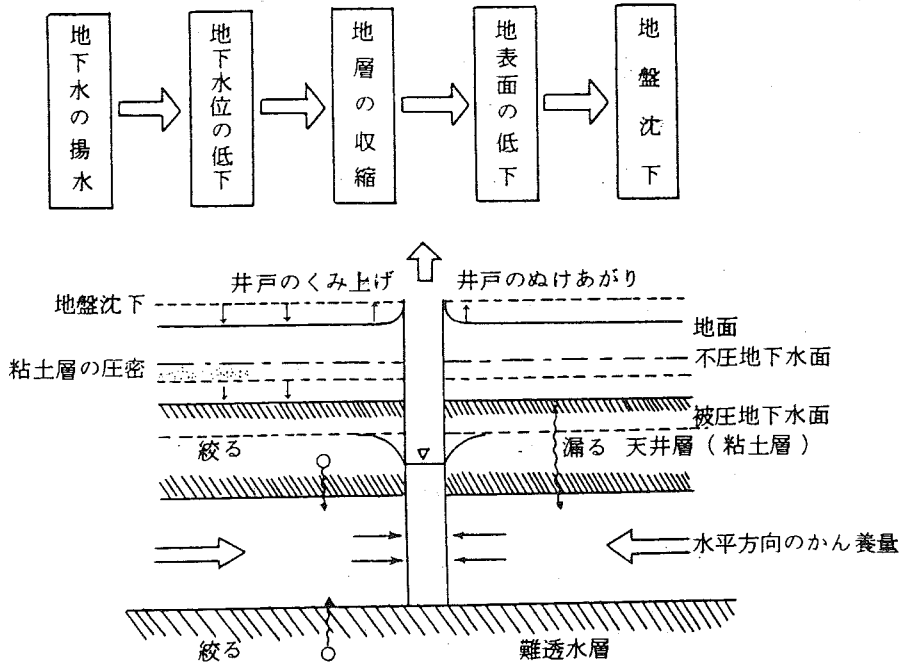 地下水の揚水
地下水位の低下
地層の収縮
地表面の低下
地盤沈下
井戸のくみ上げ
井戸のぬけあがり
地盤沈下
地面
不圧地下水面
粘土層の圧密
被圧地下水面
絞る
漏る 天井層(粘土層)
水平方向のかん養量
絞る
難透水層